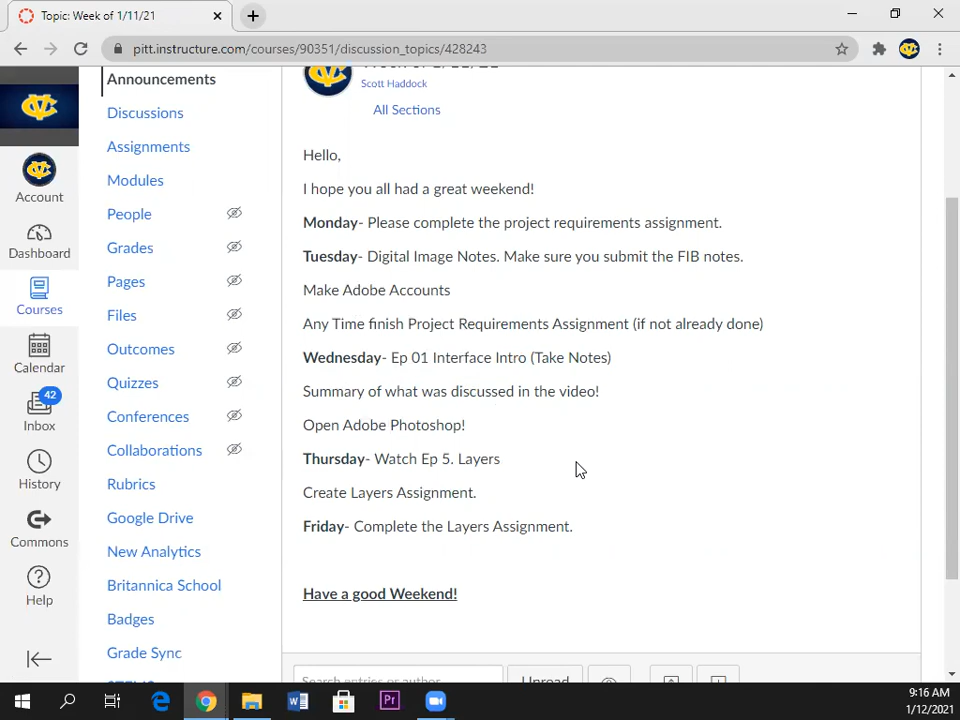 Topic: Week of 1/11/21
pitt.instructure.com/courses/90351/discussion_topics/428243
Account
Dashboard
Courses
Calendar
42
Inbox
History
Commons
Help
Announcements
Discussions
Assignments
Modules
People
Grades
Pages
Files
Outcomes
Quizzes
Conferences
Collaborations
Rubrics
Google Drive
New Analytics
Britannica School
Badges
Grade Sync
Scott Haddock
All Sections
Hello,
I hope you all had a great weekend!
Monday- Please complete the project requirements assignment.
Tuesday- Digital Image Notes. Make sure you submit the FIB notes.
Make Adobe Accounts
Any Time finish Project Requirements Assignment (if not already done)
Wednesday- Ep 01 Interface Intro (Take Notes)
Summary of what was discussed in the video!
Open Adobe Photoshop!
Thursday- Watch Ep 5. Layers
Create Layers Assignment.
Friday- Complete the Layers Assignment.
Have a good Weekend!
Search entries or author
Unread
Pr
9:16 AM
1/12/2021